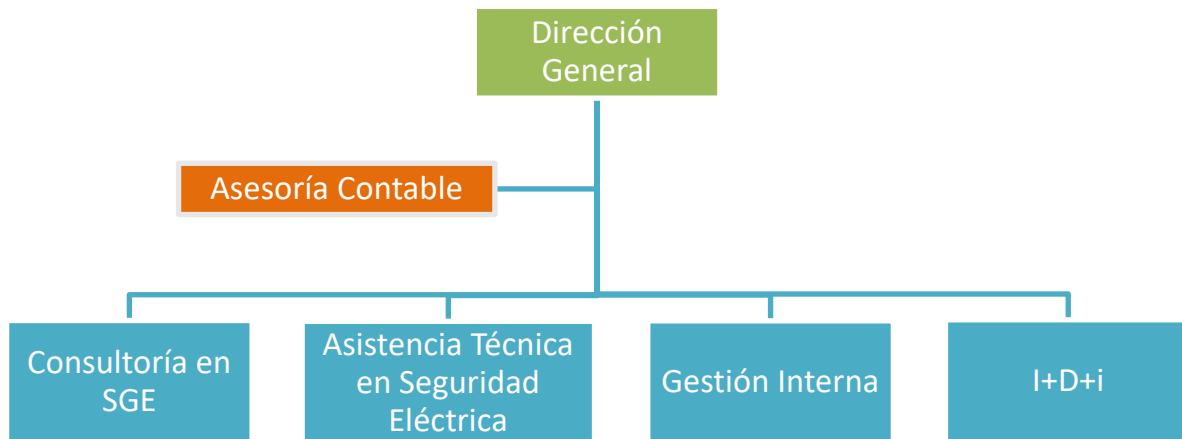 Dirección
General
Asesoría Contable
Consultoría en
SGE
Asistencia Técnica
en Seguridad
Eléctrica
Gestión Interna
I+D+i